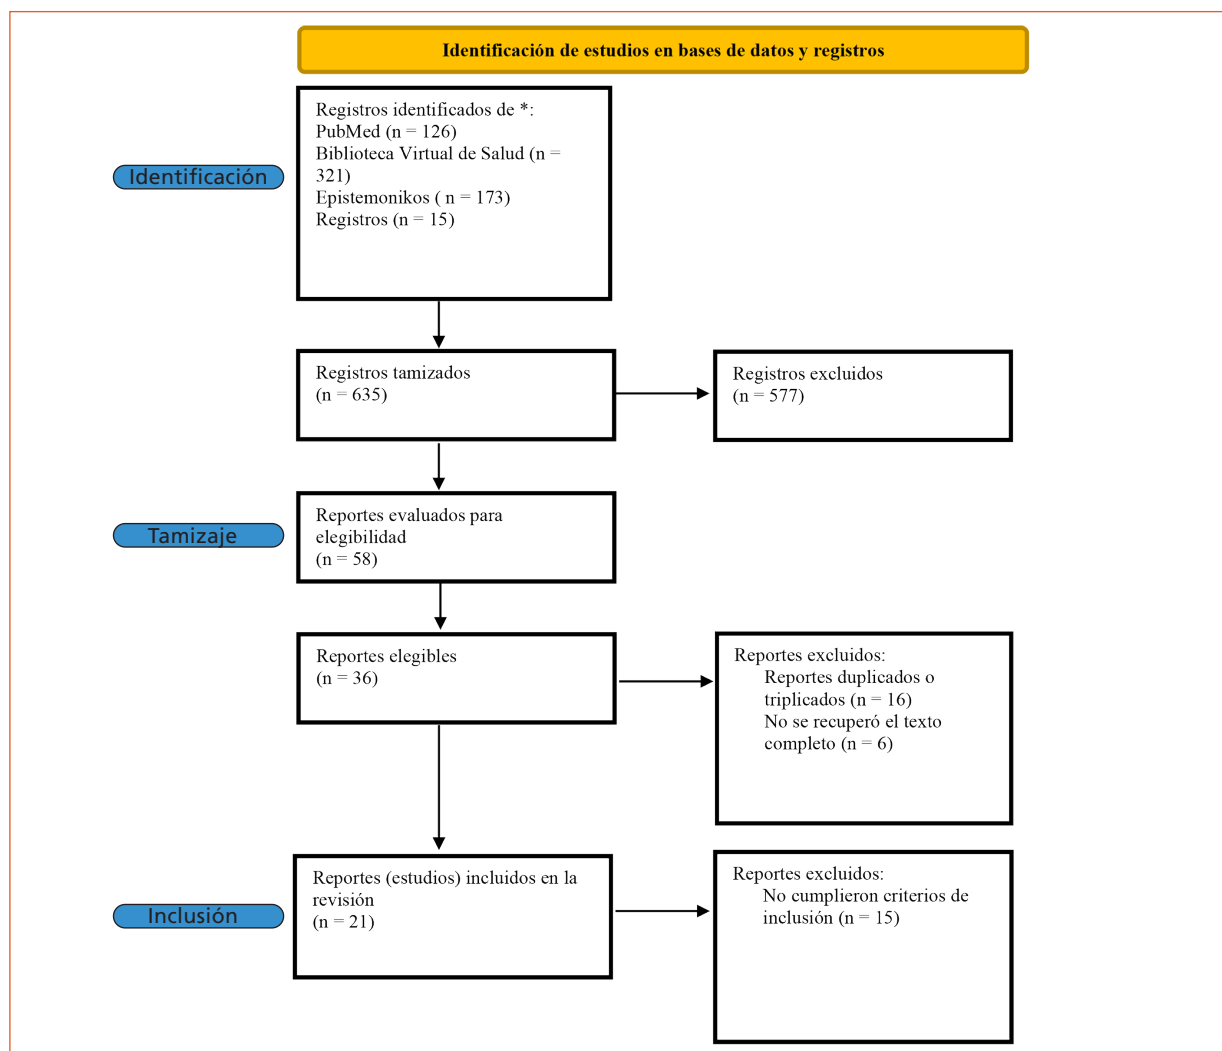 Identificación de estudios en bases de datos y registros
Identificación
Registros identificados de *:
PubMed (n = 126)
Biblioteca Virtual de Salud (n =
321)
Epistemonikos ( n = 173)
Registros (n = 15)
Registros tamizados
(n = 635)
Registros excluidos
(n = 577)
Tamizaje
Reportes evaluados para
elegibilidad
(n = 58)
Reportes elegibles
(n = 36)
Reportes excluidos:
Reportes duplicados o
triplicados (n = 16)
No se recuperó el texto
completo (n = 6)
Inclusión
Reportes (estudios) incluidos en la
revisión
(n = 21)
Reportes excluidos:
No cumplieron criterios de
inclusión (n = 15)